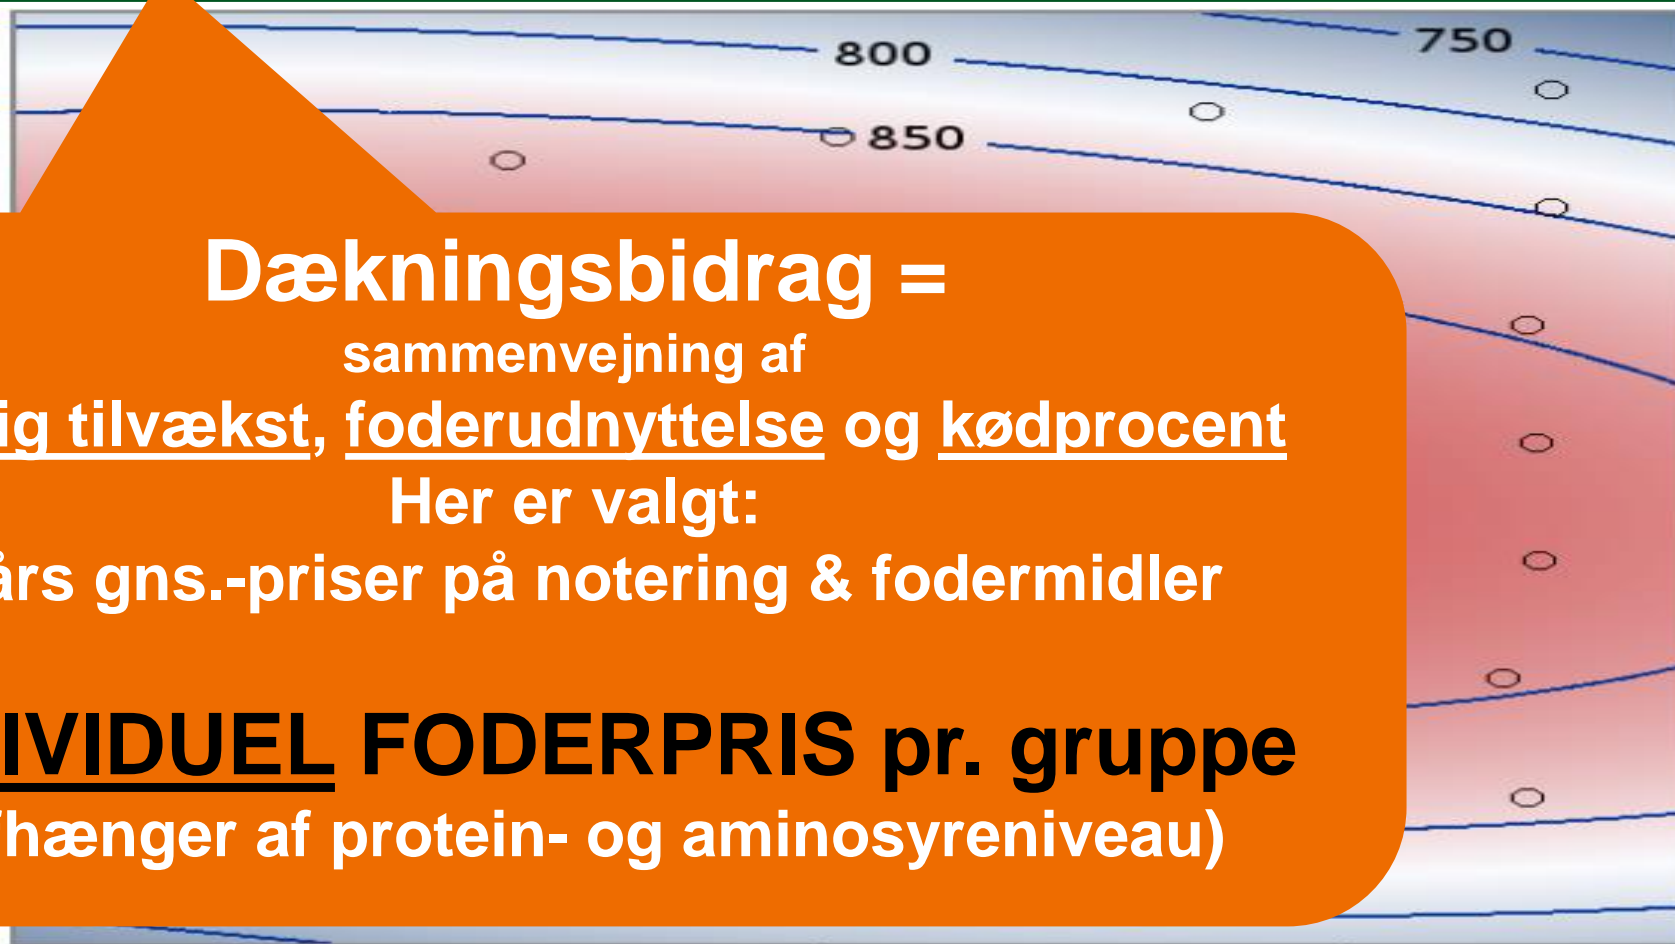 750
800
850
Dækningsbidrag =
sammenvejning af
ig tilvækst, foderudnyttelse og kødprocent
Her er valgt:
års gns.-priser på notering & fodermidler
IVIDUEL FODERPRIS pr. gruppe
hænger af protein- og aminosyreniveau)